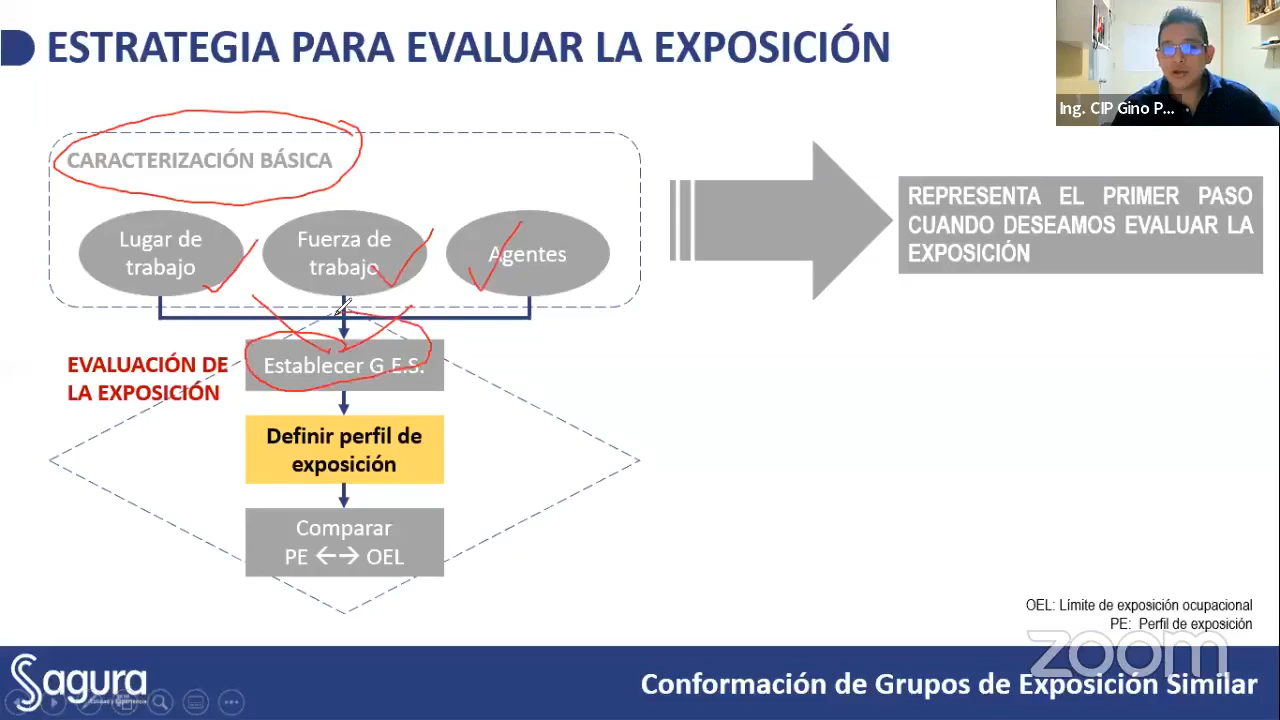 ESTRATEGIA PARA EVALUAR LA EXPOSICIÓN
Ing. CIP Gino P...
CARACTERIZACIÓN BÁSICA
Lugar de
trabajo
Fuerza de
trabajo
Agentes
REPRESENTA EL PRIMER PASO
CUANDO DESEAMOS EVALUAR LA
EXPOSICIÓN
EVALUACIÓN DE
LA EXPOSICIÓN
Establecer G.E.S.
Definir perfil de
exposición
Comparar
PE ←→ OEL
OEL: Límite de exposición ocupacional
PE: Perfil de exposición
zoom
Sagura
Conformación de Grupos de Exposición Similar